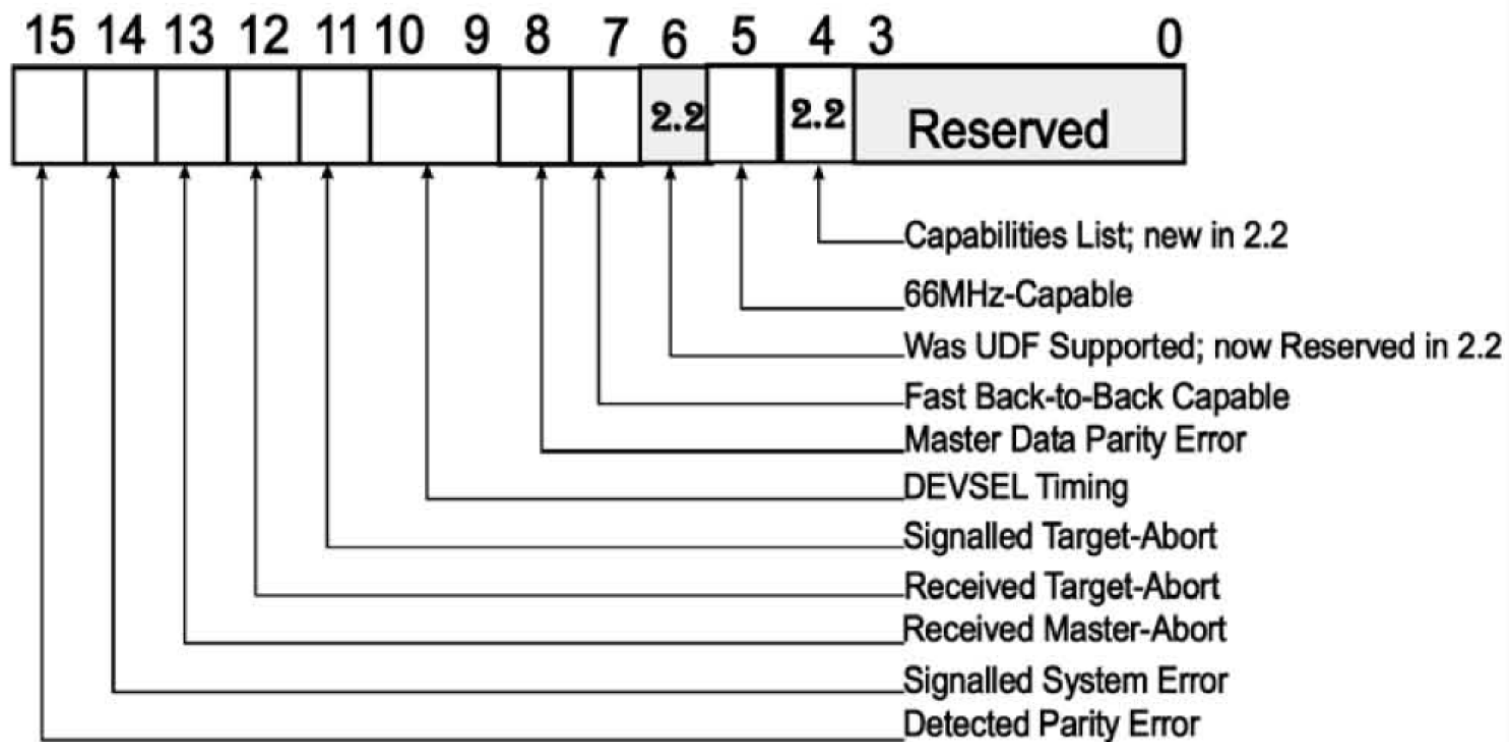 15 14 13 12 11 10 9 8 7 6 5 4 3 0
2.2 2.2 Reserved
Capabilities List; new in 2.2
66MHz-Capable
Was UDF Supported; now Reserved in 2.2
Fast Back-to-Back Capable
Master Data Parity Error
DEVSEL Timing
Signalled Target-Abort
Received Target-Abort
Received Master-Abort
Signalled System Error
Detected Parity Error